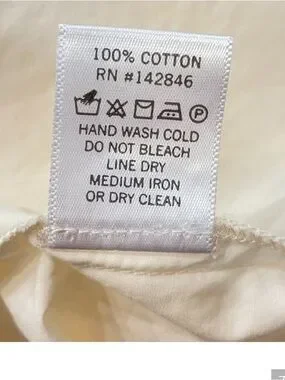 100% COTTON
RN #142846
P
HAND WASH COLD
DO NOT BLEACH
LINE DRY
MEDIUM IRON
OR DRY CLEAN